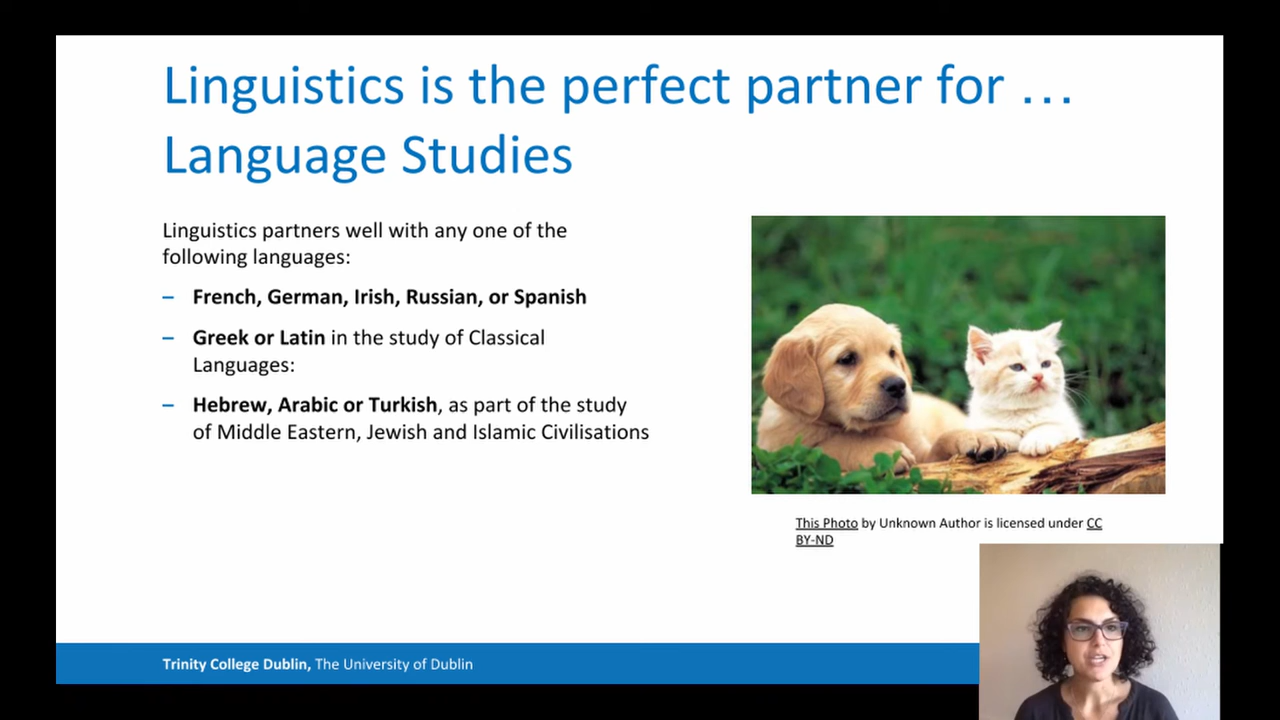 Linguistics is the perfect partner for …
Language Studies
Linguistics partners well with any one of the
following languages:
– French, German, Irish, Russian, or Spanish
– Greek or Latin in the study of Classical
Languages:
– Hebrew, Arabic or Turkish, as part of the study
of Middle Eastern, Jewish and Islamic Civilisations
This Photo by Unknown Author is licensed under CC
BY-ND
Trinity College Dublin, The University of Dublin